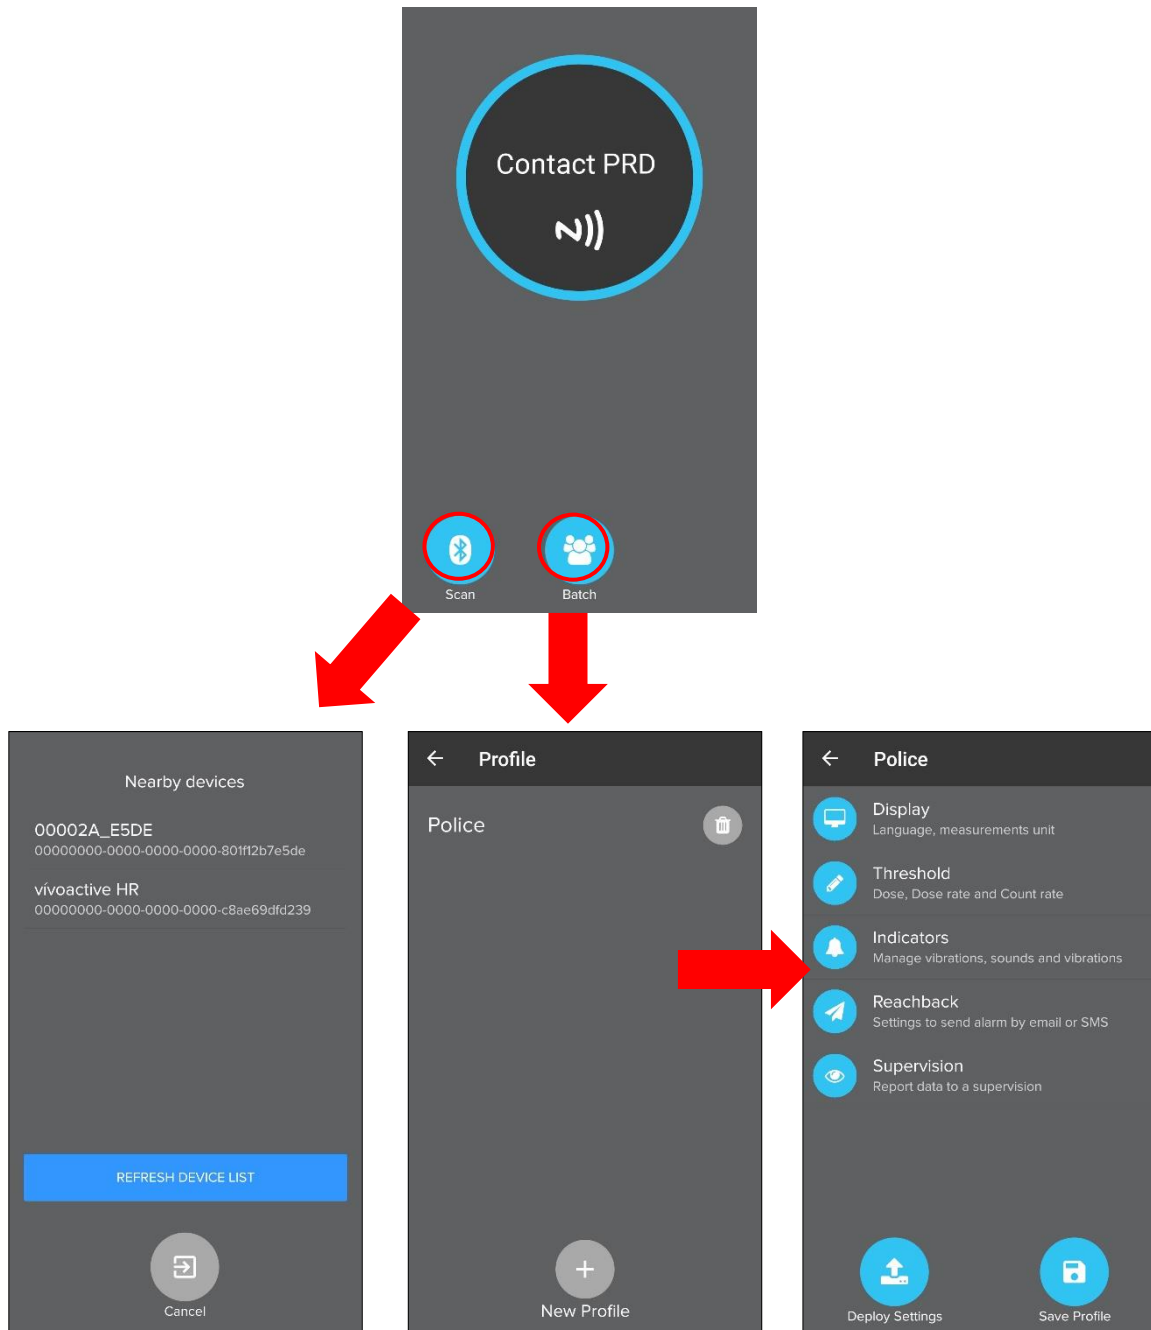 Contact PRD
Scan
Batch
Nearby devices
00002A_E5DE
00000000-0000-0000-0000-801f12b7e5de
vívoactive HR
00000000-0000-0000-0000-c8ae69dfd239
REFRESH DEVICE LIST
Cancel
Profile
Police
New Profile
Police
Display
Language, measurements unit
Threshold
Dose, Dose rate and Count rate
Indicators
Manage vibrations, sounds and vibrations
Reachback
Settings to send alarm by email or SMS
Supervision
Report data to a supervision
Deploy Settings
Save Profile